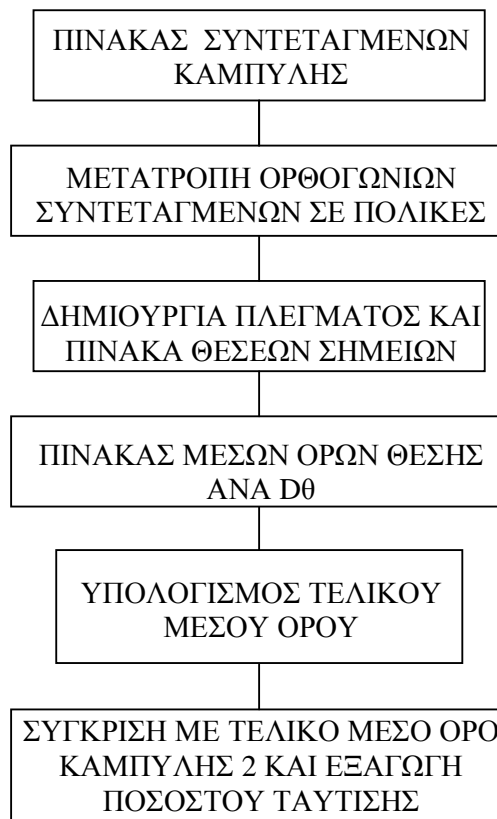 ΠΙΝΑΚΑΣ ΣΥΝΤΕΤΑΓΜΕΝΩΝ
ΚΑΜΠΥΛΗΣ
ΜΕΤΑΤΡΟΠΗ ΟΡΘΟΓΩΝΙΩΝ
ΣΥΝΤΕΤΑΓΜΕΝΩΝ ΣΕ ΠΟΛΙΚΕΣ
ΔΗΜΙΟΥΡΓΙΑ ΠΛΕΓΜΑΤΟΣ ΚΑΙ
ΠΙΝΑΚΑ ΘΕΣΕΩΝ ΣΗΜΕΙΩΝ
ΠΙΝΑΚΑΣ ΜΕΣΩΝ ΟΡΩΝ ΘΕΣΗΣ
ΑΝΑ Dθ
ΥΠΟΛΟΓΙΣΜΟΣ ΤΕΛΙΚΟΥ
ΜΕΣΟΥ ΟΡΟΥ
ΣΥΓΚΡΙΣΗ ΜΕ ΤΕΛΙΚΟ ΜΕΣΟ ΟΡΟ
ΚΑΜΠΥΛΗΣ 2 ΚΑΙ ΕΞΑΓΩΓΗ
ΠΟΣΟΣΤΟΥ ΤΑΥΤΙΣΗΣ